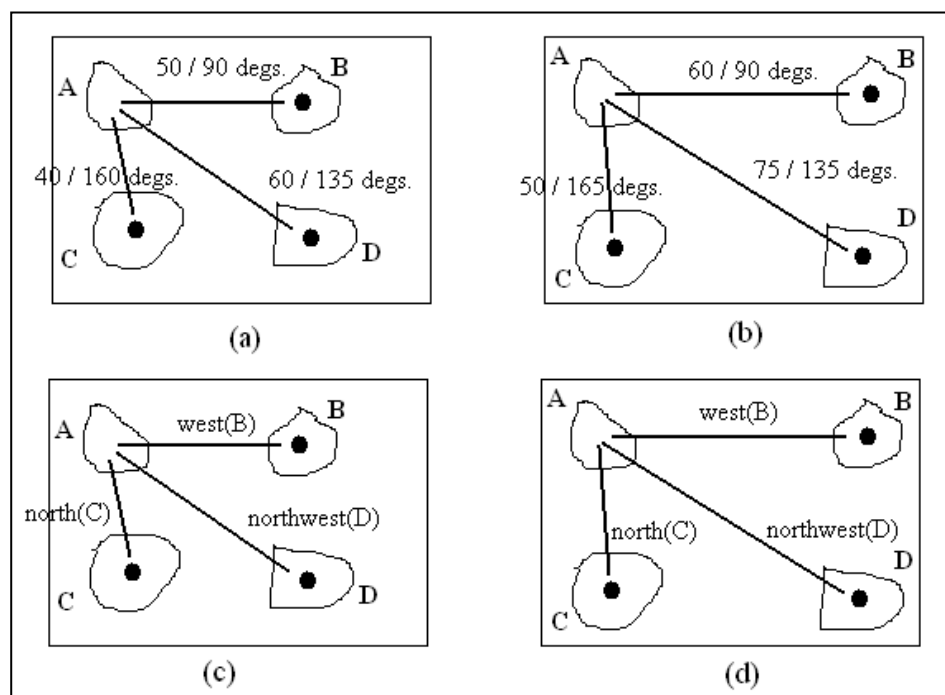 A
50 / 90 degs.
B
40 / 160 degs.
60 / 135 degs.
C
D
(a)
A
60 / 90 degs.
B
50 / 165 degs.
75 / 135 degs.
D
C
(b)
A
west(B)
B
north(C)
northwest(D)
C
D
(c)
A
west(B)
B
north(C)
northwest(D)
D
C
(d)